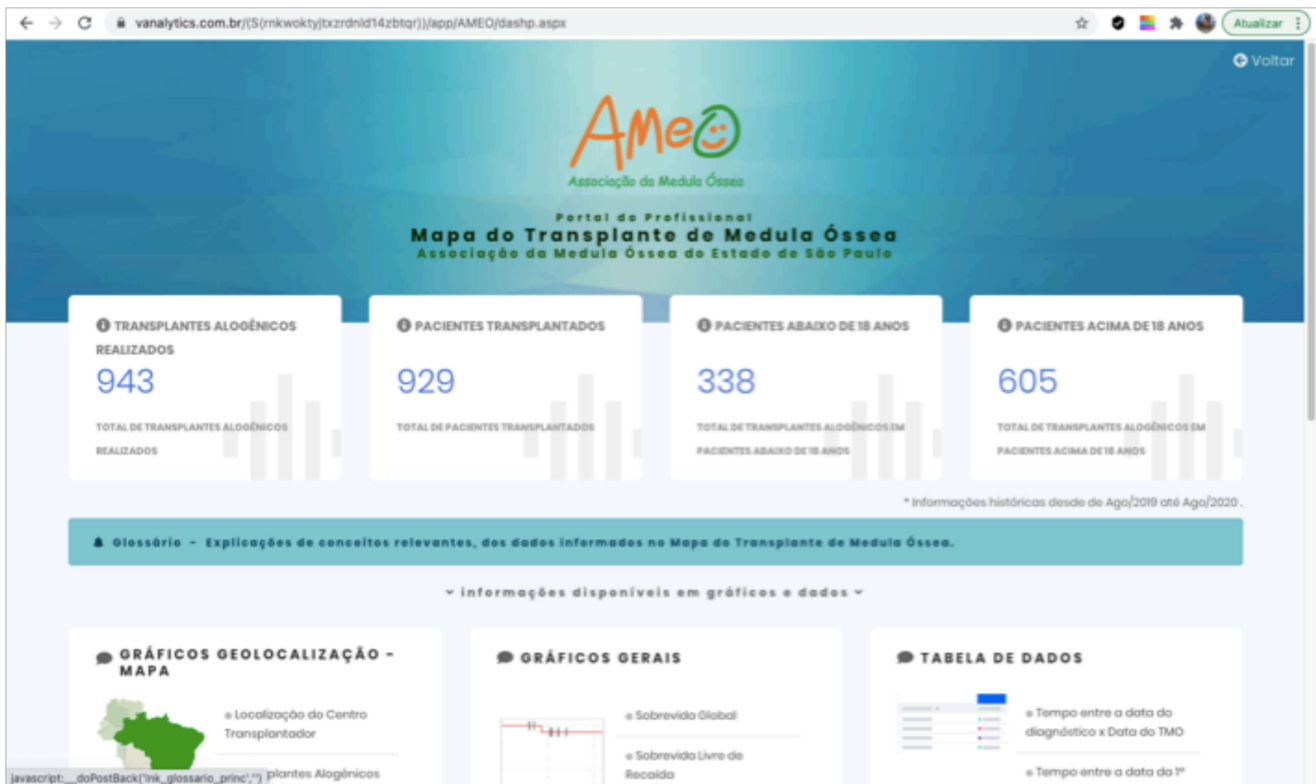 vanalytics.com.br/(S(rnkwoktyjtxzrdnld14zbtqr))/app/AMEO/dashp.aspx
Atualizar
Voltar
AMeO
Associação da Medula Óssea
Portal do Profissional
Mapa do Transplante de Medula Óssea
Associação da Medula Óssea do Estado de São Paulo
TRANSPLANTES ALOGÊNICOS
REALIZADOS
943
TOTAL DE TRANSPLANTES ALOGÊNICOS
REALIZADOS
PACIENTES TRANSPLANTADOS
929
TOTAL DE PACIENTES TRANSPLANTADOS
PACIENTES ABAIXO DE 18 ANOS
338
TOTAL DE TRANSPLANTES ALOGÊNICOS EM
PACIENTES ABAIXO DE 18 ANOS
PACIENTES ACIMA DE 18 ANOS
605
TOTAL DE TRANSPLANTES ALOGÊNICOS EM
PACIENTES ACIMA DE 18 ANOS
* Informações históricas desde de Ago/2019 até Ago/2020 .
Glossário - Explicações de conceitos relevantes, dos dados informados no Mapa do Transplante de Medula Óssea.
informações disponíveis em gráficos e dados
GRÁFICOS GEOLOCALIZAÇÃO -
MAPA
Localização do Centro
Transplantador
plantes Alogênicos
GRÁFICOS GERAIS
Sobrevida Global
Sobrevida Livre de
Recaída
TABELA DE DADOS
Tempo entre a data do
diagnóstico x Data do TMO
Tempo entre a data da 1ª
javascript:__doPostBack('lnk_glossario_princ','')